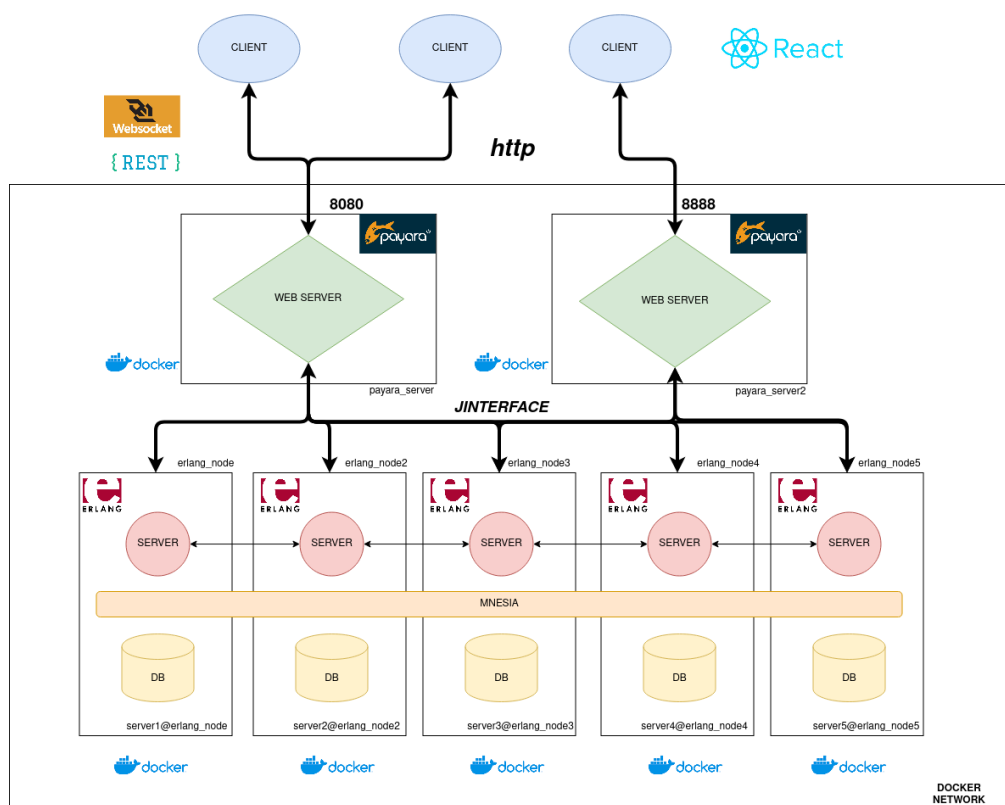 CLIENT
CLIENT
CLIENT
React
Websocket
{ REST }
http
8080
8888
payara
payara
WEB SERVER
WEB SERVER
docker
docker
payara_server
payara_server2
JINTERFACE
erlang_node
erlang_node2
erlang_node3
erlang_node4
erlang_node5
e
ERLANG
e
ERLANG
e
ERLANG
e
ERLANG
e
ERLANG
SERVER
SERVER
SERVER
SERVER
SERVER
MNESIA
DB
DB
DB
DB
DB
server1@erlang_node
server2@erlang_node2
server3@erlang_node3
server4@erlang_node4
server5@erlang_node5
docker
docker
docker
docker
docker
DOCKER
NETWORK